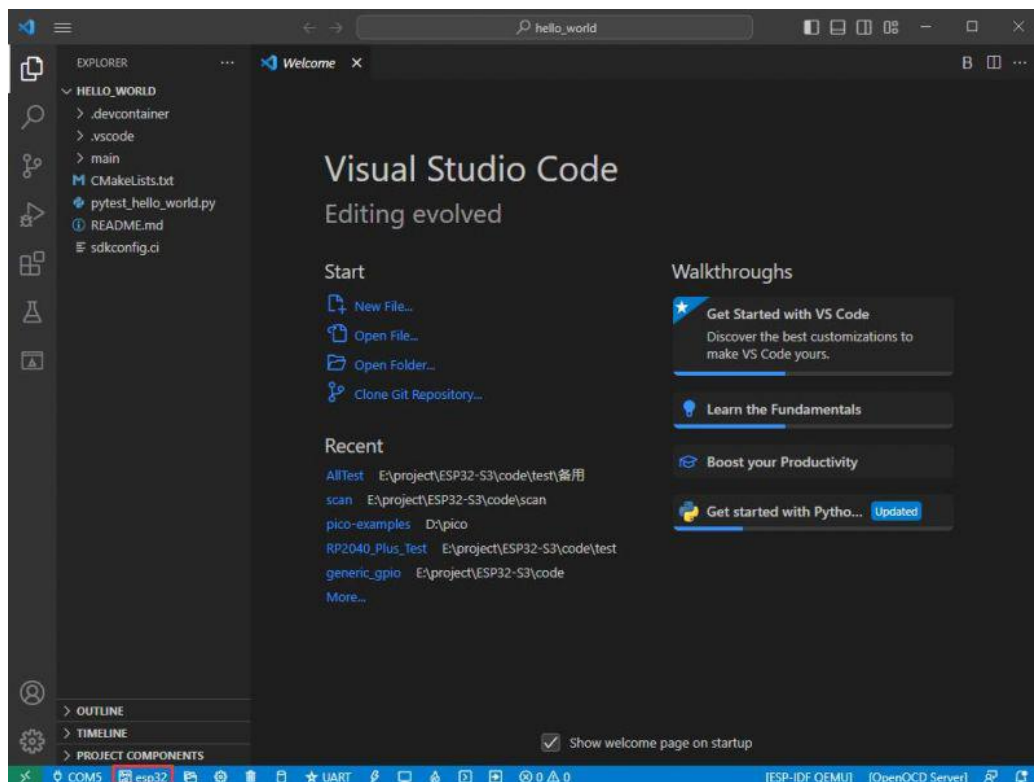 hello_world
EXPLORER
Welcome
HELLO_WORLD
.devcontainer
.vscode
main
CMakeLists.txt
pytest_hello_world.py
README.md
sdkconfig.ci
Visual Studio Code
Editing evolved
Start
New File...
Open File...
Open Folder...
Clone Git Repository...
Recent
AllTest E:\project\ESP32-S3\code\test\备用
scan E:\project\ESP32-S3\code\scan
pico-examples D:\pico
RP2040_Plus_Test E:\project\ESP32-S3\code\test
generic_gpio E:\project\ESP32-S3\code
More...
Walkthroughs
Get Started with VS Code
Discover the best customizations to
make VS Code yours.
Learn the Fundamentals
Boost your Productivity
Get started with Pytho... Updated
Show welcome page on startup
OUTLINE
TIMELINE
PROJECT COMPONENTS
COM5 esp32 UART 0 0 [ESP-IDF QEMU] [OpenOCD Server]